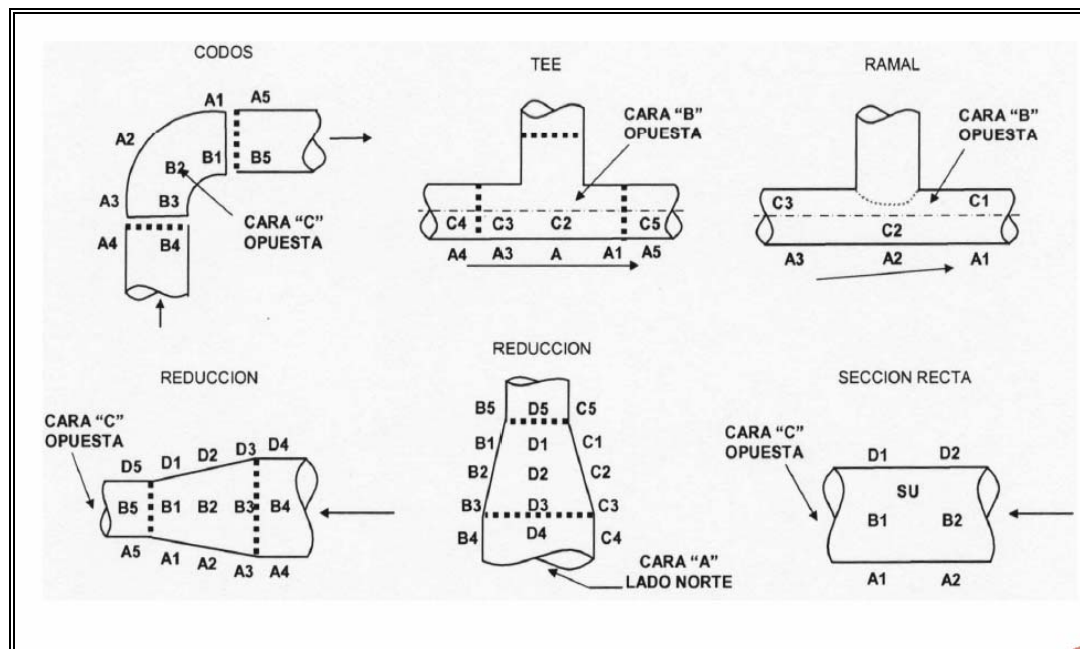 CODOS
A1 A5
A2
B1 B5
B2
A3 B3
CARA "C"
OPUESTA
A4 B4
TEE
CARA "B"
OPUESTA
C4 C3 C2 C5
A4 A3 A A1 A5
RAMAL
CARA "B"
OPUESTA
C3 C1
C2
A3 A2 A1
REDUCCION
CARA "C"
OPUESTA
D5 D1 D2 D3 D4
B5 B1 B2 B3 B4
A5 A1 A2 A3 A4
REDUCCION
B5 D5 C5
B1 D1 C1
B2 D2 C2
B3 D3 C3
B4 D4 C4
CARA "A"
LADO NORTE
SECCION RECTA
CARA "C"
OPUESTA
D1 D2
SU
B1 B2
A1 A2